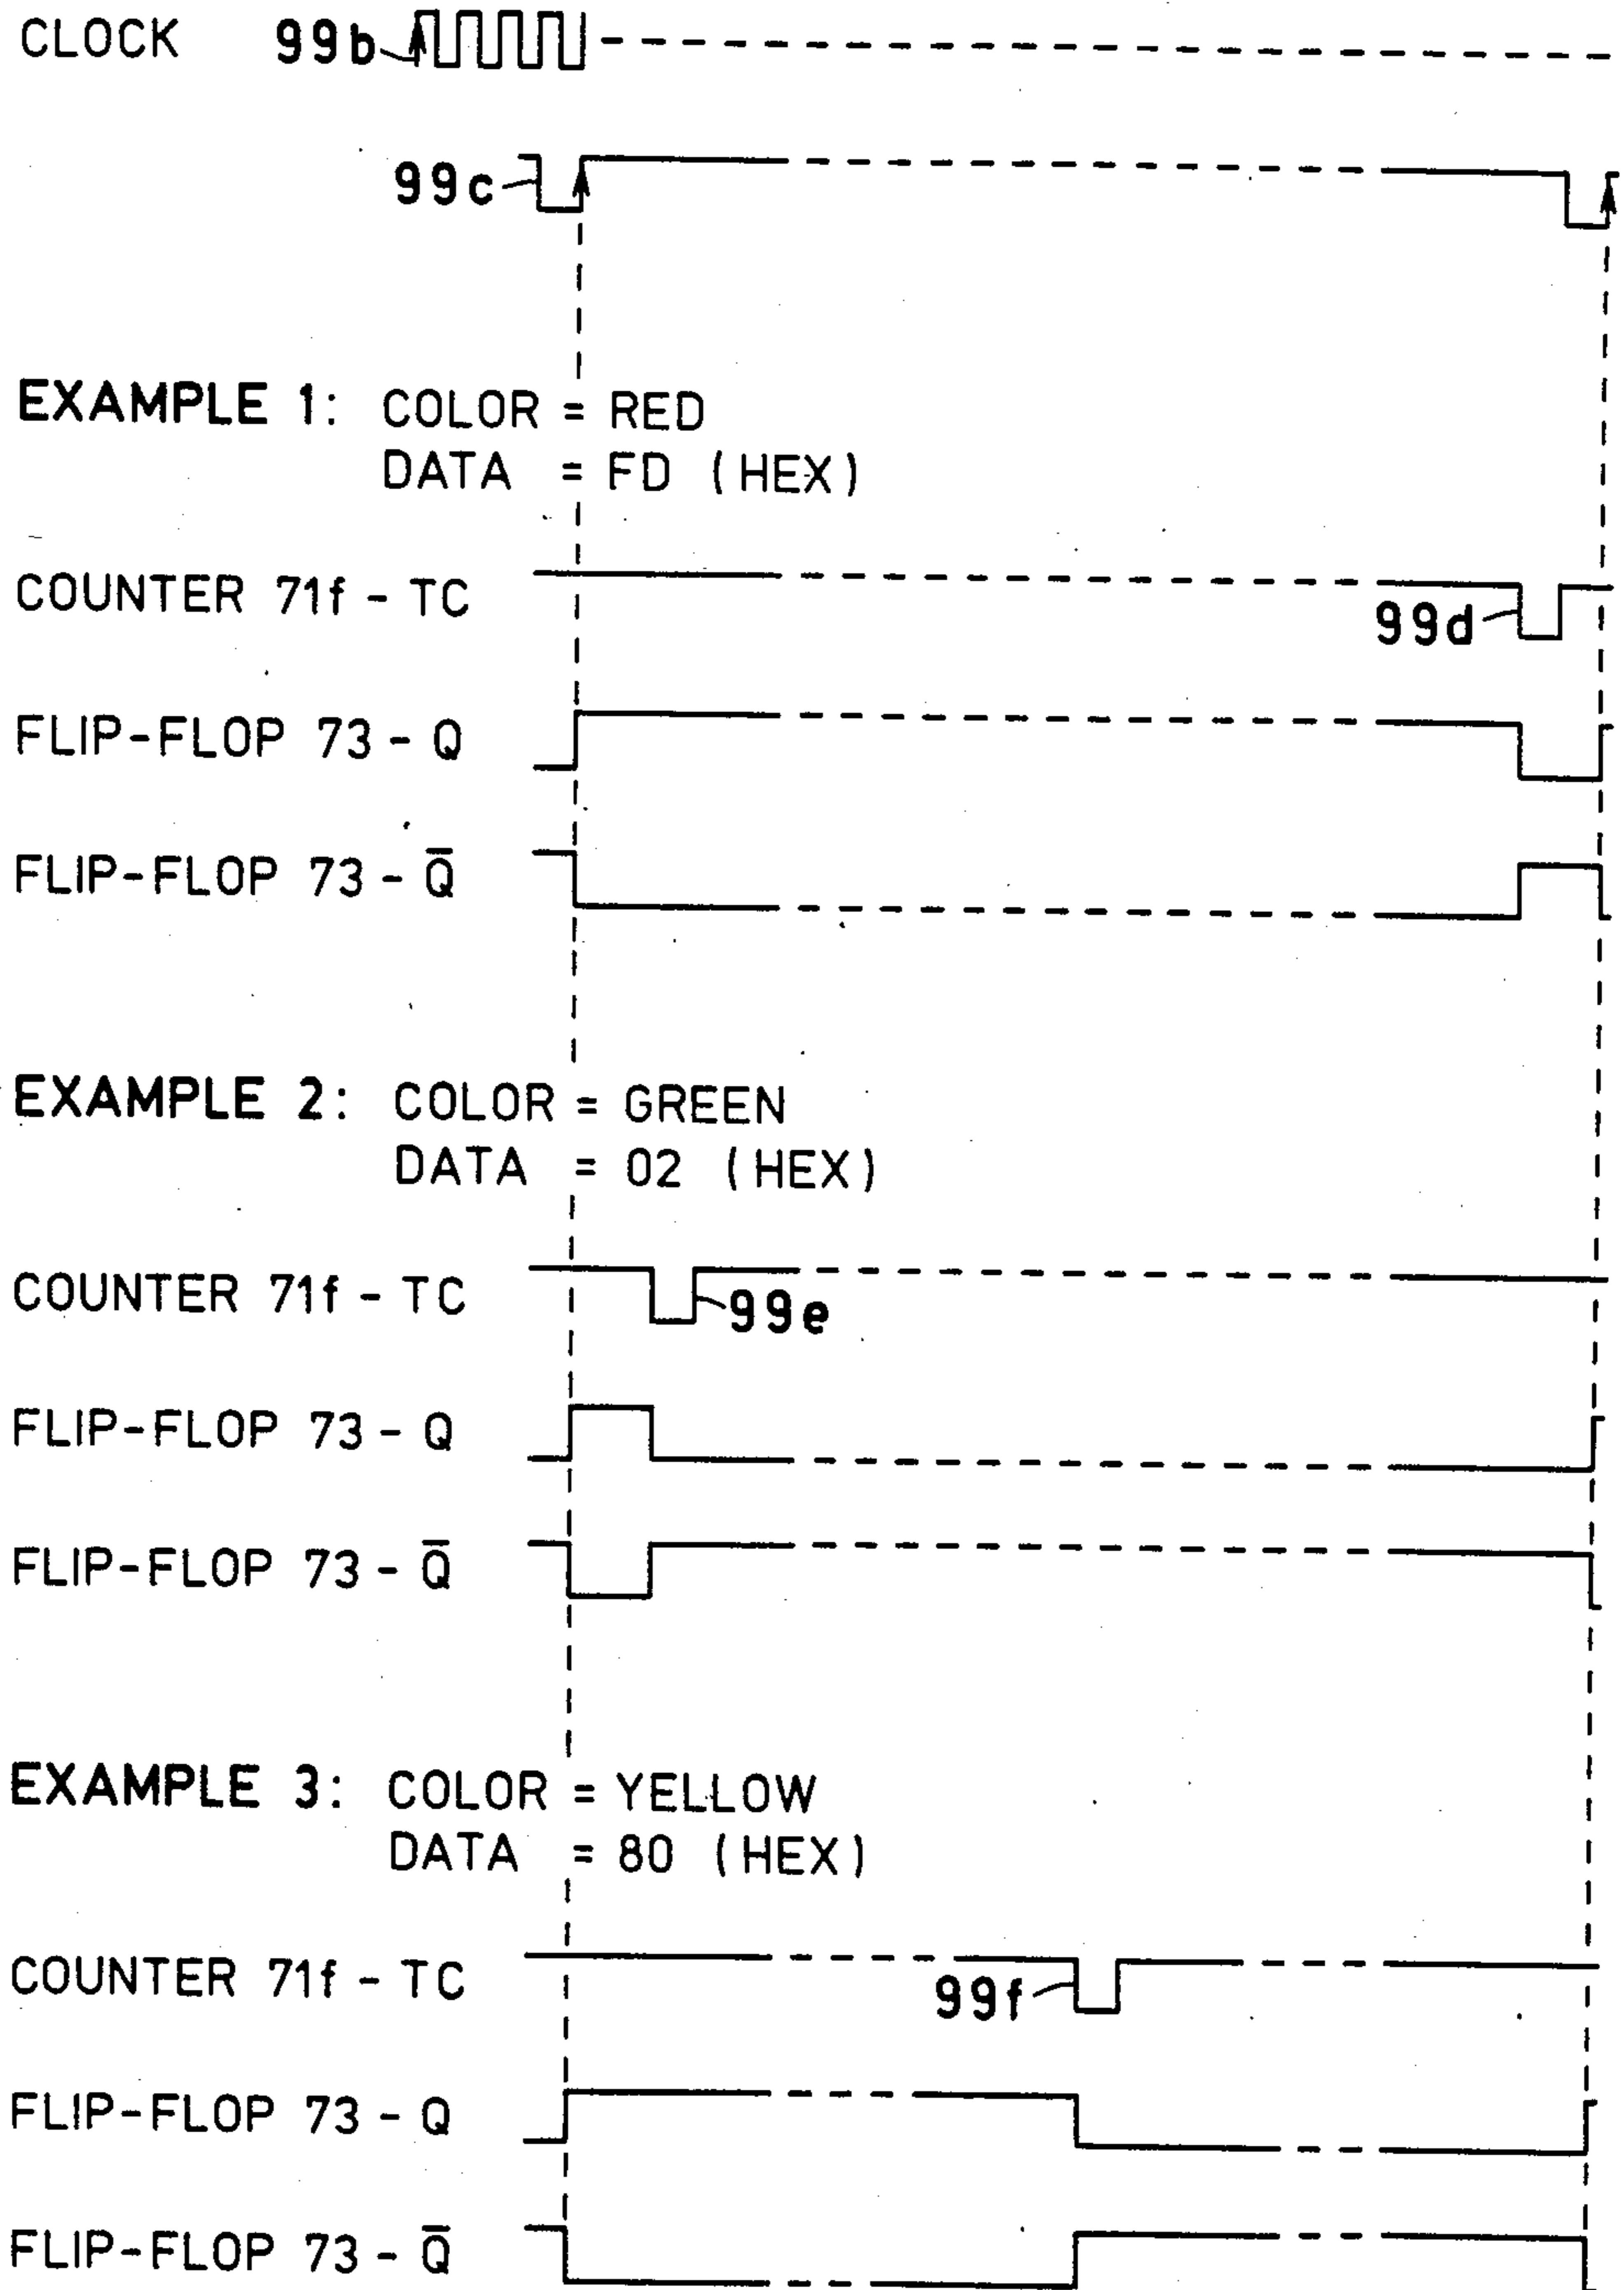 CLOCK 99b
99c
EXAMPLE 1: COLOR = RED
DATA = FD (HEX)
COUNTER 71f - TC
99d
FLIP-FLOP 73 - Q
FLIP-FLOP 73 - Q̅
EXAMPLE 2: COLOR = GREEN
DATA = 02 (HEX)
COUNTER 71f - TC
99e
FLIP-FLOP 73 - Q
FLIP-FLOP 73 - Q̅
EXAMPLE 3: COLOR = YELLOW
DATA = 80 (HEX)
COUNTER 71f - TC
99f
FLIP-FLOP 73 - Q
FLIP-FLOP 73 - Q̅